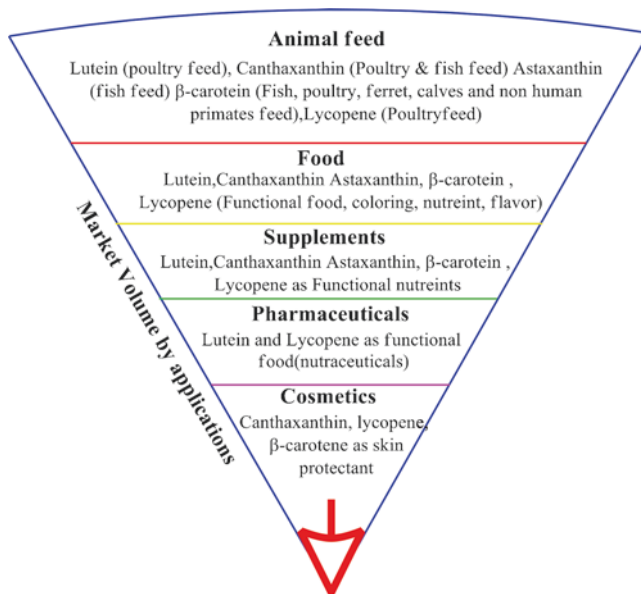 Animal feed
Lutein (poultry feed), Canthaxanthin (Poultry & fish feed) Astaxanthin
(fish feed) β-carotein (Fish, poultry, ferret, calves and non human
primates feed),Lycopene (Poultryfeed)
Food
Lutein,Canthaxanthin Astaxanthin, β-carotein ,
Lycopene (Functional food, coloring, nutreint, flavor)
Supplements
Lutein,Canthaxanthin Astaxanthin, β-carotein ,
Lycopene as Functional nutreints
Pharmaceuticals
Lutein and Lycopene as functional
food(nutraceuticals)
Cosmetics
Canthaxanthin, lycopene,
β-carotene as skin
protectant
Market Volume by applications